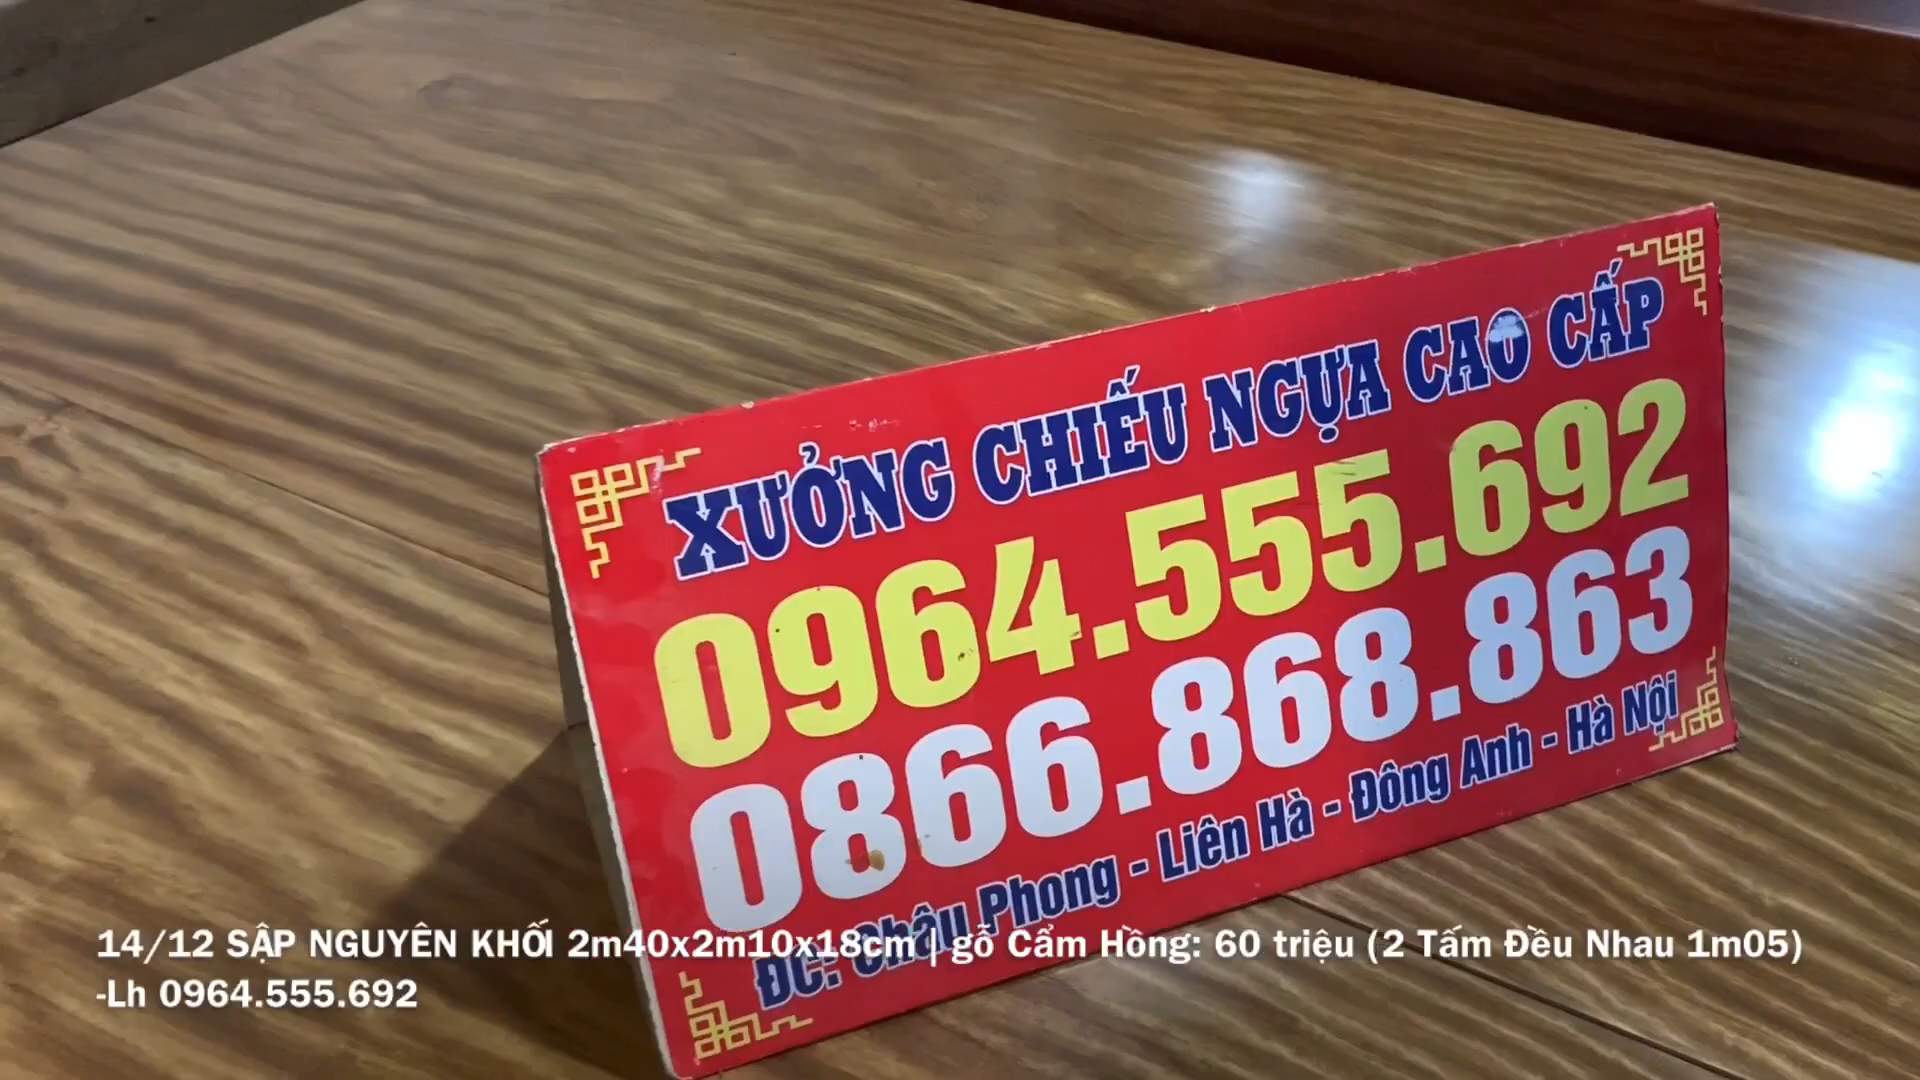 XƯỞNG CHIẾU NGỰA CAO CẤP
0964.555.692
0866.868.863
ĐC: Châu Phong - Liên Hà - Đông Anh - Hà Nội
14/12 SẬP NGUYÊN KHỐI 2m40x2m10x18cm | gỗ Cẩm Hồng: 60 triệu (2 Tấm Đều Nhau 1m05)
-Lh 0964.555.692